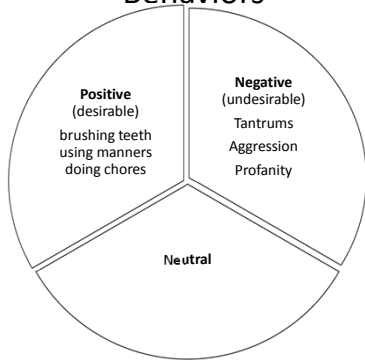 Behaviors
Positive
(desirable)
brushing teeth
using manners
doing chores
Negative
(undesirable)
Tantrums
Aggression
Profanity
Neutral